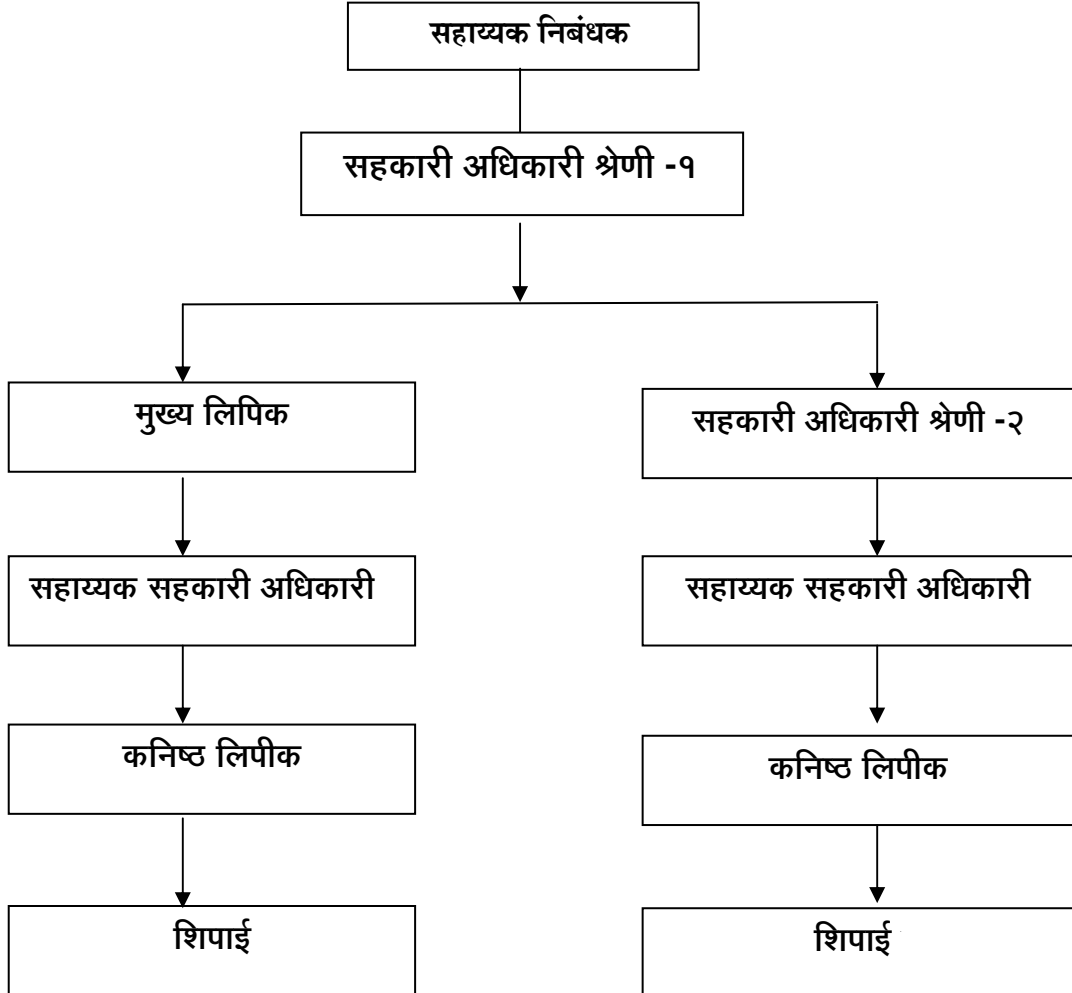 सहाय्यक निबंधक
सहकारी अधिकारी श्रेणी -१
मुख्य लिपिक
सहकारी अधिकारी श्रेणी -२
सहाय्यक सहकारी अधिकारी
सहाय्यक सहकारी अधिकारी
कनिष्ठ लिपीक
कनिष्ठ लिपीक
शिपाई
शिपाई